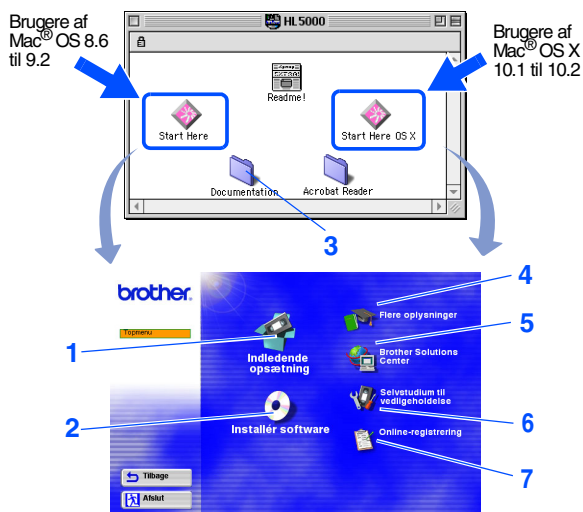 Brugere af
Mac® OS 8.6
til 9.2
HL5000
Brugere af
Mac® OS X
10.1 til 10.2
Readme!
Start Here
Start Here OS X
Documentation
Acrobat Reader
3
brother.
Topmenu
4
Flere oplysninger
5
1
Indledende
opsætning
Brother Solutions
Center
2
Installér software
Selvstudium til
vedligeholdelse
6
Online-registrering
7
Tilbage
Afslut